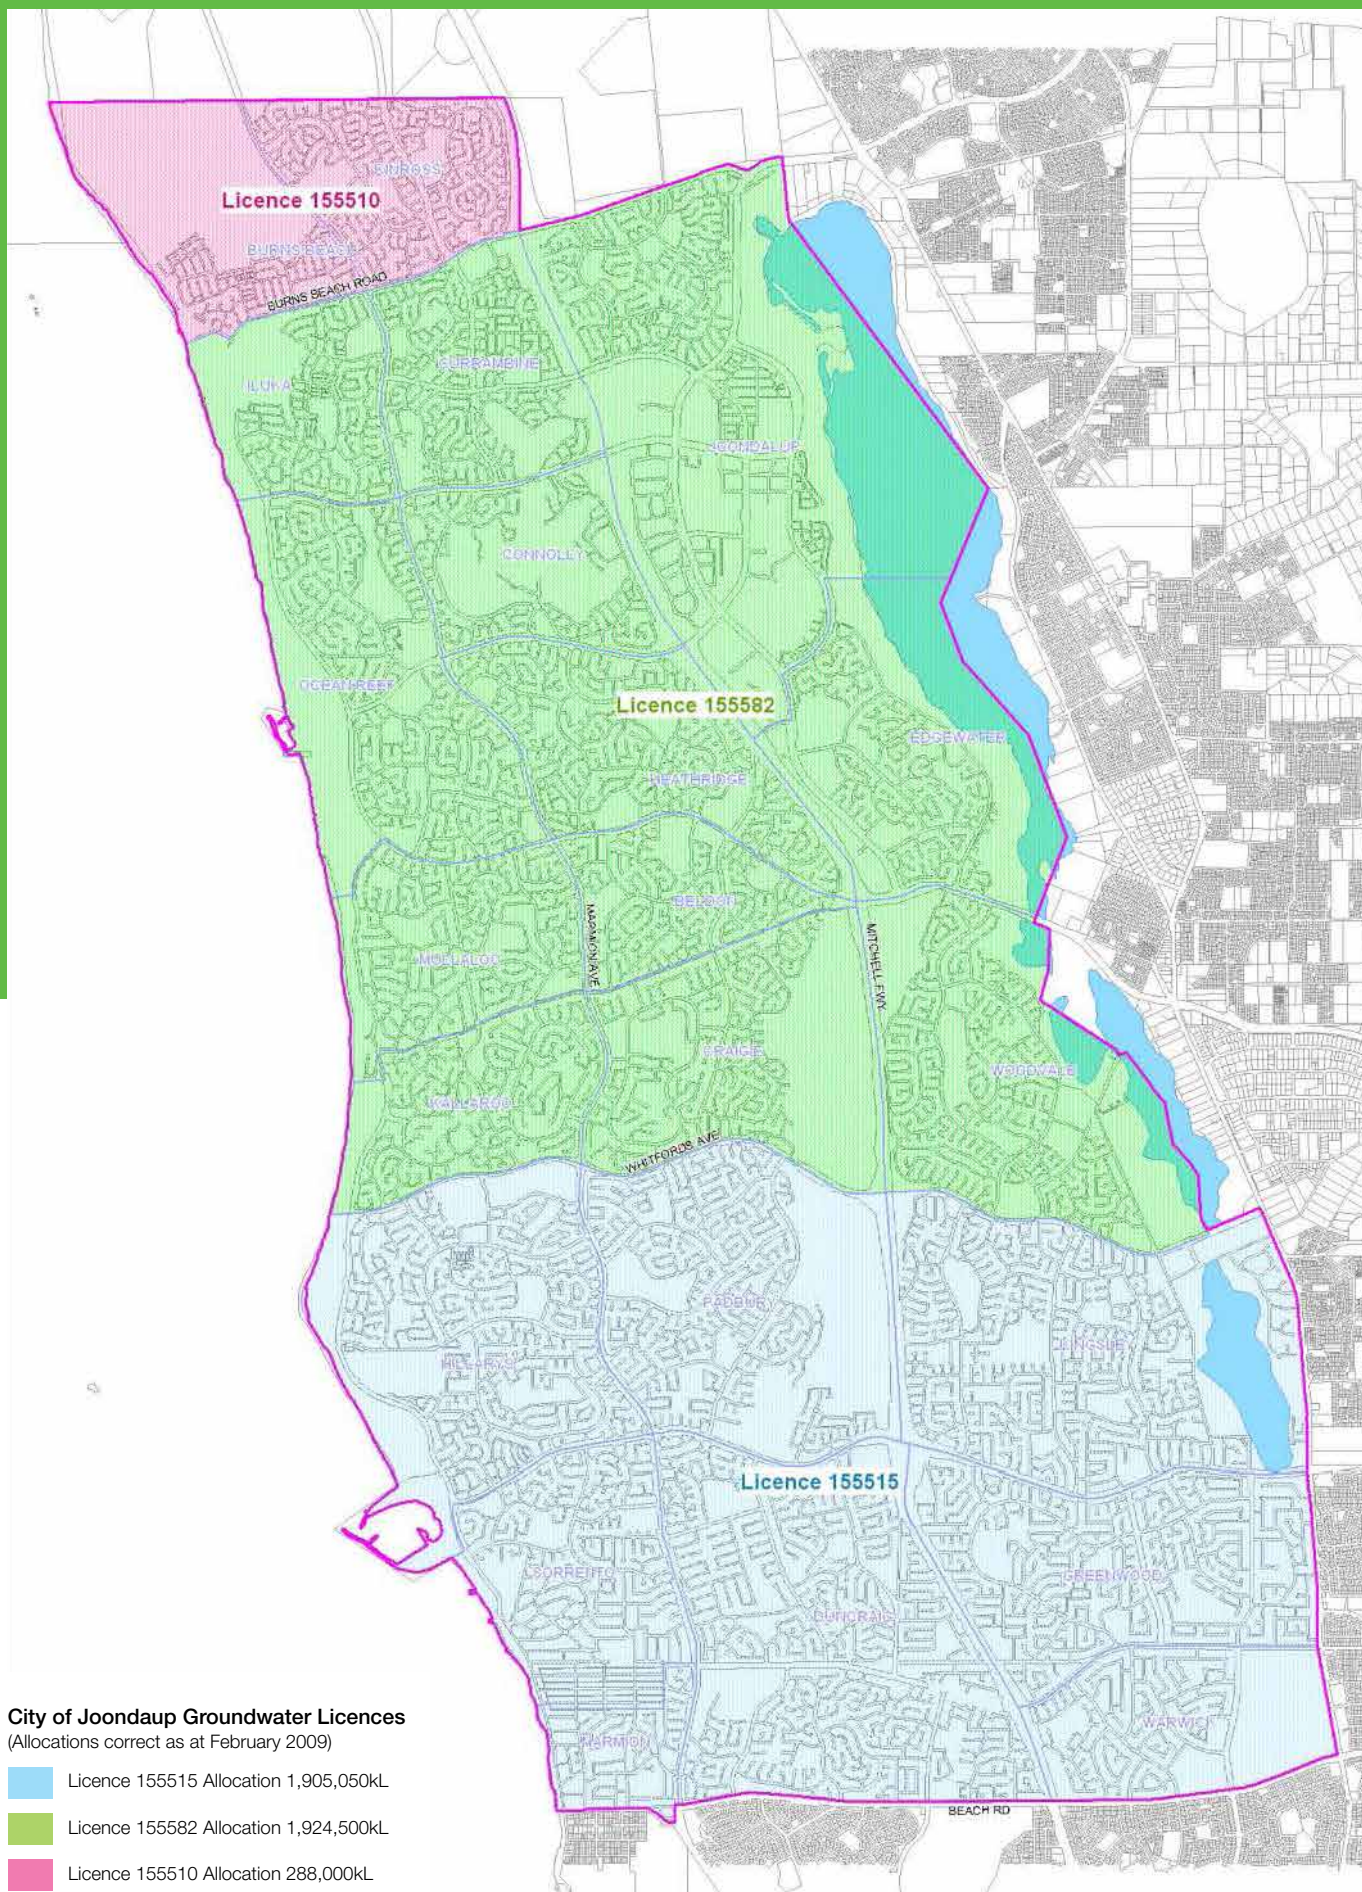 KINROSS
Licence 155510
BURNS BEACH
BURNS BEACH ROAD
CURRAMBINE
ILUKA
JOONDALUP
CONNOLLY
OCEAN REEF
Licence 155582
EDGEWATER
HEATHRIDGE
BELDON
MARMION AVE
MITCHELL FWY
MULLALOO
CRAIGIE
WOODVALE
KALLAROO
WHITFORDS AVE
PADBURY
KINGSLEY
HILLARYS
Licence 155515
SORRENTO
GREENWOOD
DUNCRAIG
WARWICK
MARMION
BEACH RD
City of Joondaup Groundwater Licences
(Allocations correct as at February 2009)
Licence 155515 Allocation 1,905,050kL
Licence 155582 Allocation 1,924,500kL
Licence 155510 Allocation 288,000kL